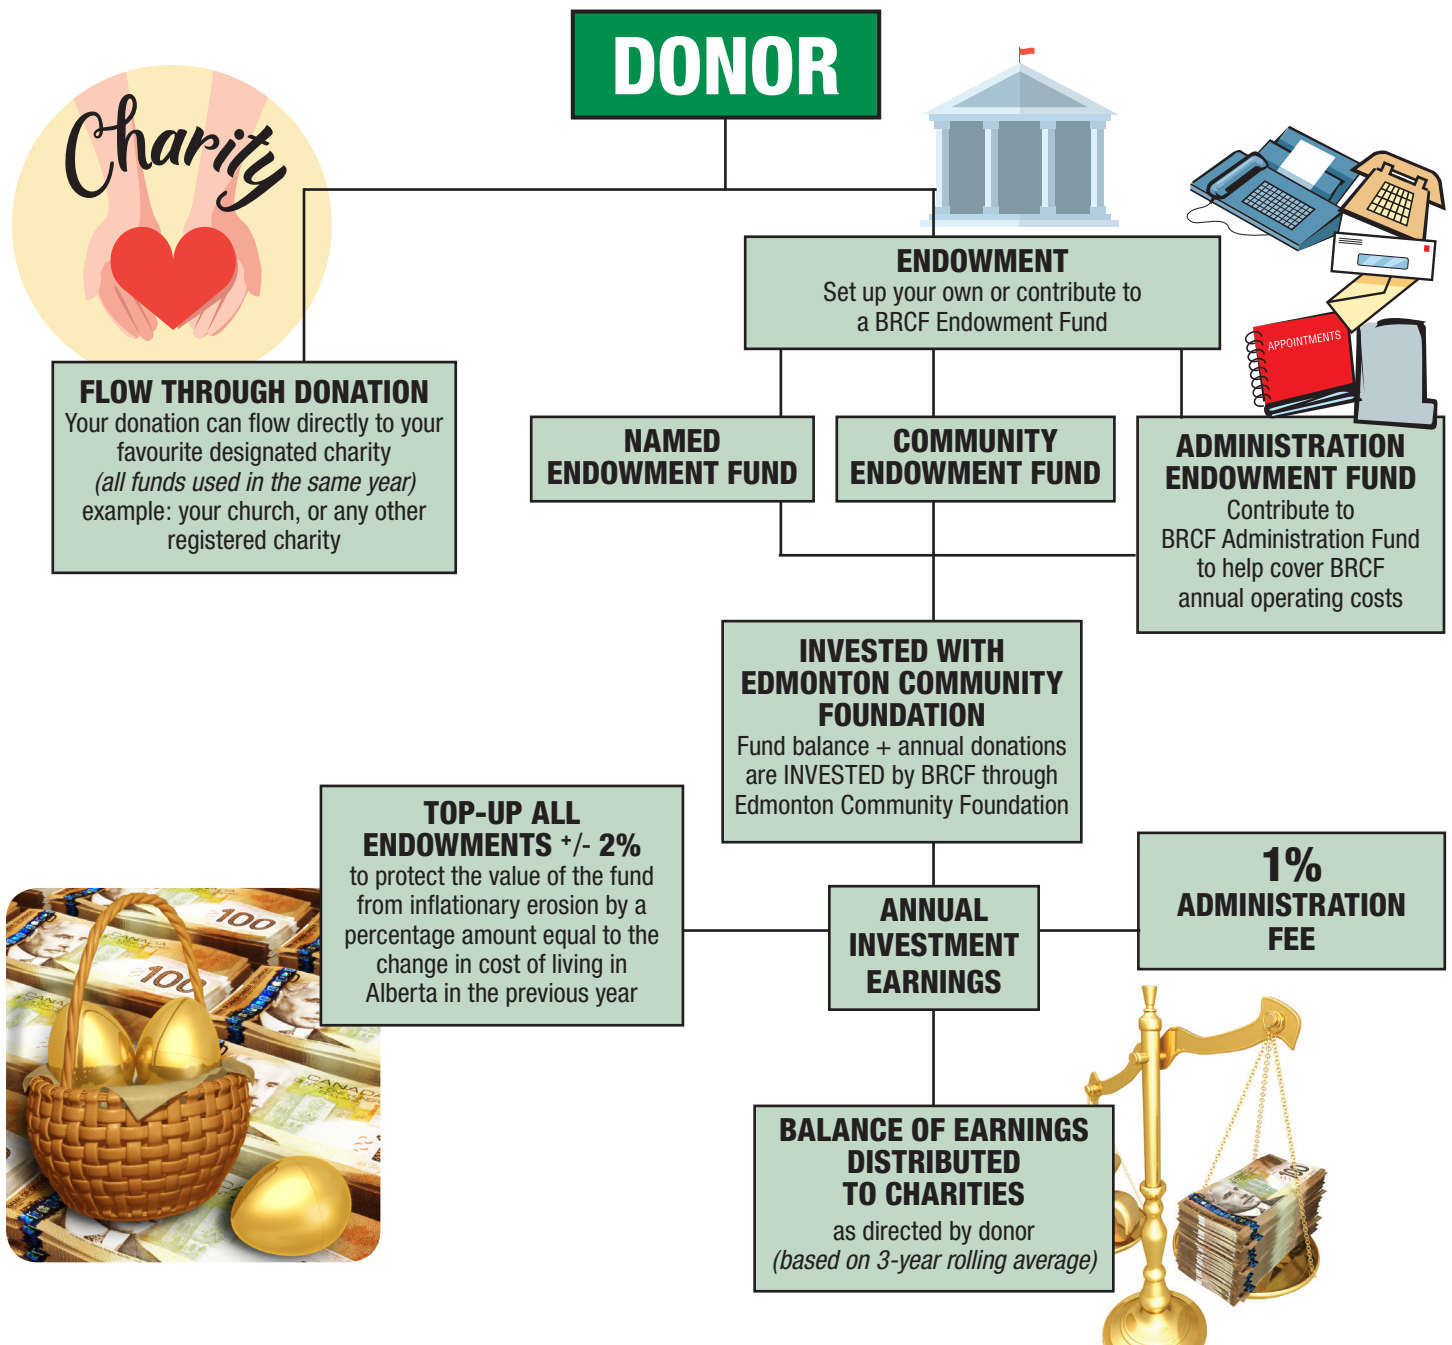 DONOR
Charity
ENDOWMENT
Set up your own or contribute to
a BRCF Endowment Fund
APPOINTMENTS
FLOW THROUGH DONATION
Your donation can flow directly to your
favourite designated charity
(all funds used in the same year)
example: your church, or any other
registered charity
NAMED
ENDOWMENT FUND
COMMUNITY
ENDOWMENT FUND
ADMINISTRATION
ENDOWMENT FUND
Contribute to
BRCF Administration Fund
to help cover BRCF
annual operating costs
INVESTED WITH
EDMONTON COMMUNITY
FOUNDATION
Fund balance + annual donations
are INVESTED by BRCF through
Edmonton Community Foundation
TOP-UP ALL
ENDOWMENTS +/- 2%
to protect the value of the fund
from inflationary erosion by a
percentage amount equal to the
change in cost of living in
Alberta in the previous year
ANNUAL
INVESTMENT
EARNINGS
1%
ADMINISTRATION
FEE
100
CANADA
100
CANADA
BALANCE OF EARNINGS
DISTRIBUTED
TO CHARITIES
as directed by donor
(based on 3-year rolling average)
100